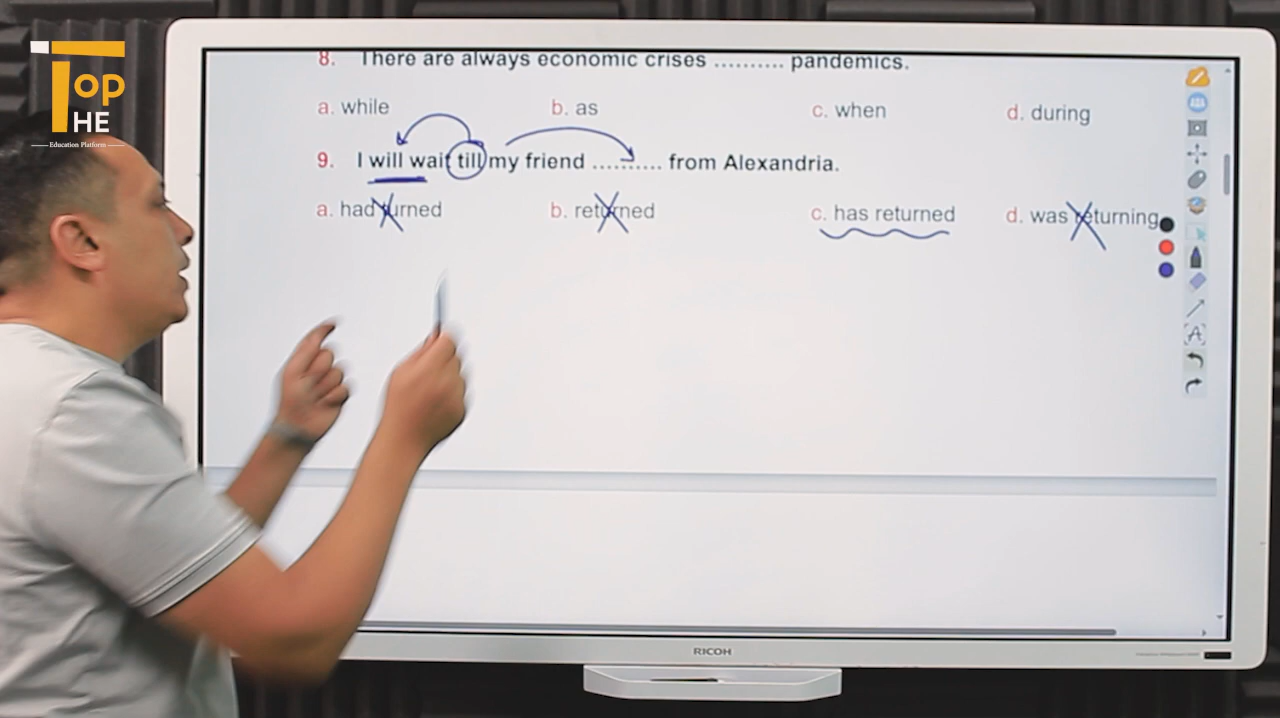 TOP
THE
Education Platform
8. There are always economic crises .......... pandemics.
a. while b. as c. when d. during
9. I will wait till my friend .......... from Alexandria.
a. had turned b. returned c. has returned d. was returning
A
RICOH